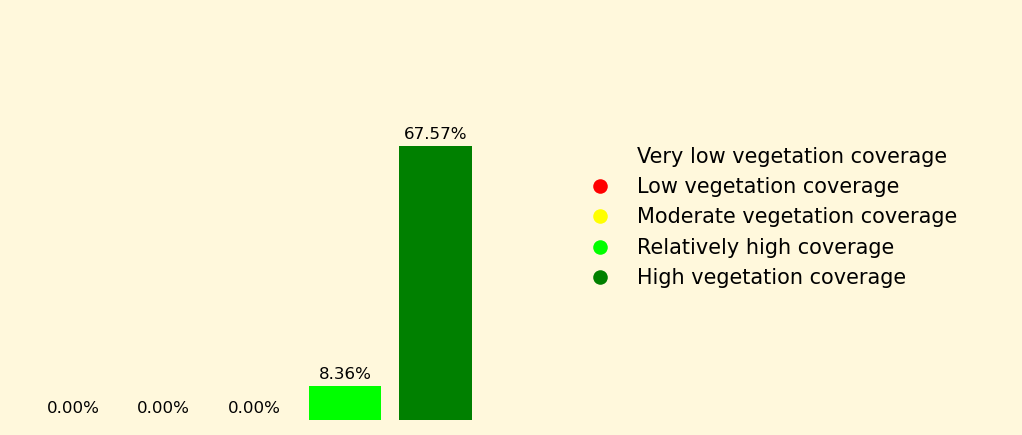 67.57%
8.36%
0.00% 0.00% 0.00%
Very low vegetation coverage
Low vegetation coverage
Moderate vegetation coverage
Relatively high coverage
High vegetation coverage